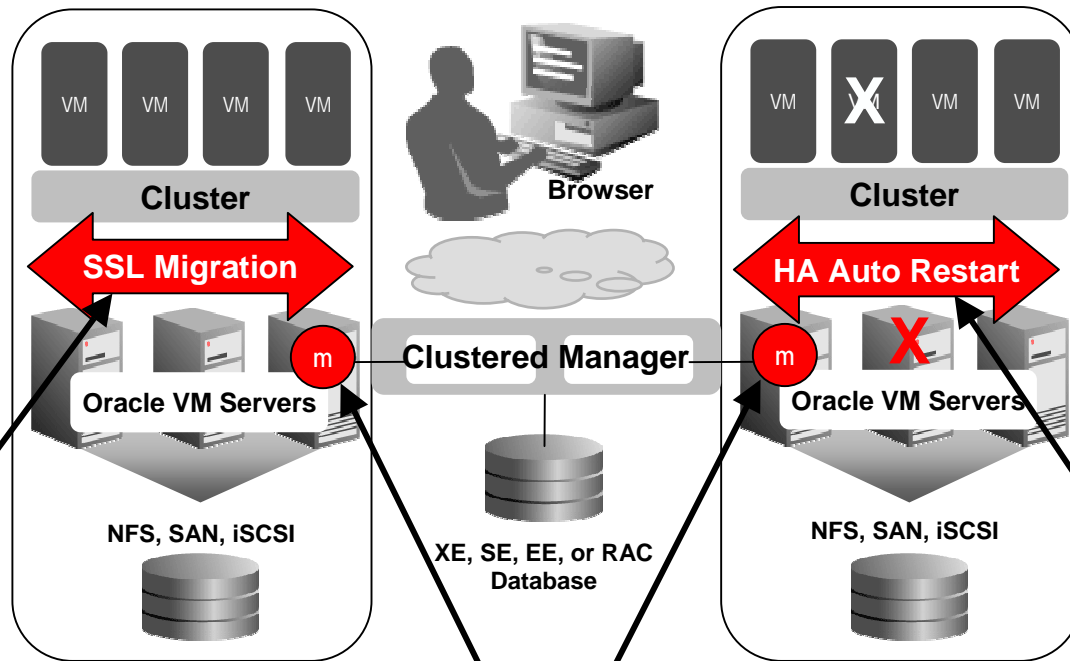 VM VM VM VM
Cluster
SSL Migration
m
Oracle VM Servers
NFS, SAN, iSCSI
Browser
Clustered Manager
XE, SE, EE, or RAC
Database
VM X VM VM VM
Cluster
HA Auto Restart
m
X
Oracle VM Servers
NFS, SAN, iSCSI